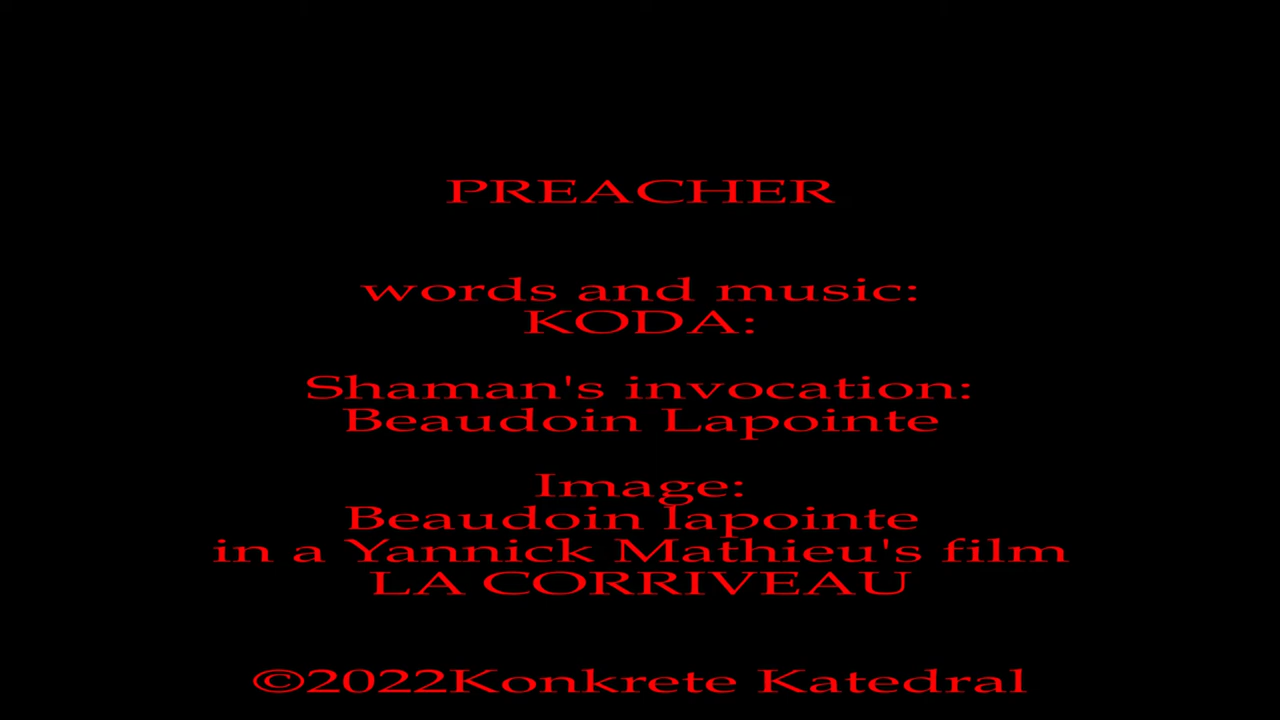 PREACHER
words and music:
KODA:
Shaman's invocation:
Beaudoin Lapointe
Image:
Beaudoin lapointe
in a Yannick Mathieu's film
LA CORRIVEAU
©2022Konkrete Katedral